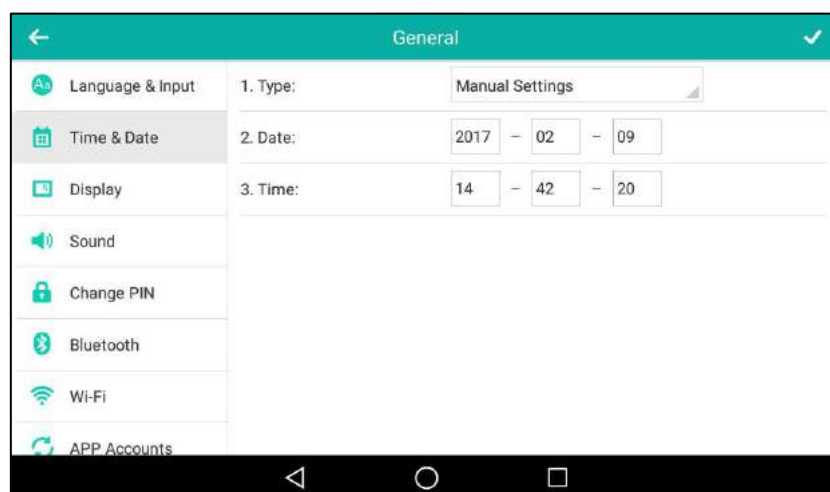 General
Language & Input
1. Type:
Manual Settings
Time & Date
2. Date:
2017 – 02 – 09
Display
3. Time:
14 – 42 – 20
Sound
Change PIN
Bluetooth
Wi-Fi
APP Accounts